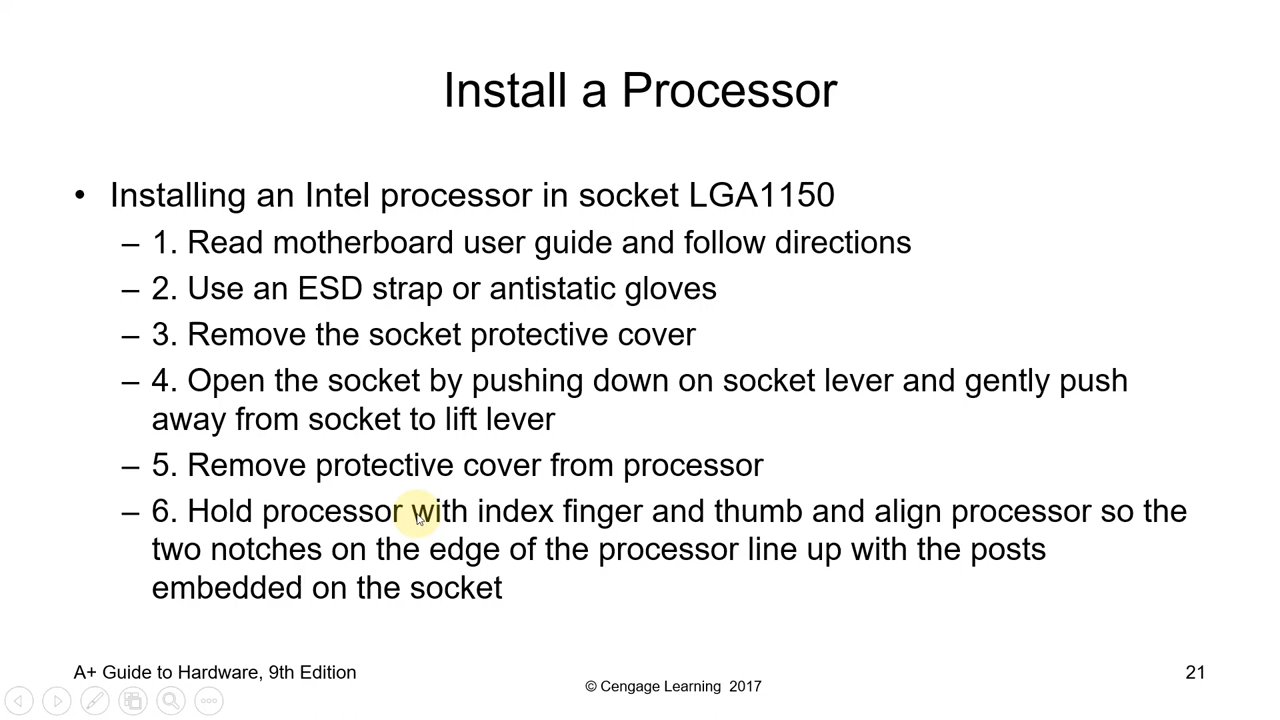 Install a Processor
• Installing an Intel processor in socket LGA1150
– 1. Read motherboard user guide and follow directions
– 2. Use an ESD strap or antistatic gloves
– 3. Remove the socket protective cover
– 4. Open the socket by pushing down on socket lever and gently push
away from socket to lift lever
– 5. Remove protective cover from processor
– 6. Hold processor with index finger and thumb and align processor so the
two notches on the edge of the processor line up with the posts
embedded on the socket
A+ Guide to Hardware, 9th Edition
© Cengage Learning 2017
21